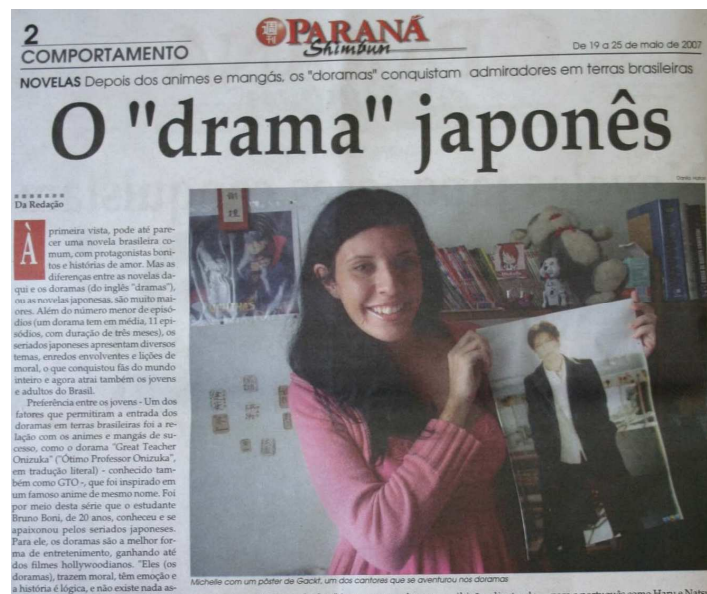 2
COMPORTAMENTO
PARANÁ
Shimbun
De 19 a 25 de maio de 2007
NOVELAS Depois dos animes e mangás, os "doramas" conquistam admiradores em terras brasileiras
O "drama" japonês
Da Redação
À primeira vista, pode até pare-
cer uma novela brasileira co-
mum, com protagonistas boni-
tos e histórias de amor. Mas as
diferenças entre as novelas da-
qui e os doramas (do inglês "dramas"),
ou as novelas japonesas, são muito mai-
ores. Além do número menor de episó-
dios (um dorama tem em média, 11 epi-
sódios, com duração de três meses), os
seriados japoneses apresentam diversos
temas, enredos envolventes e lições de
moral, o que conquistou fãs do mundo
inteiro e agora atrai também os jovens
e adultos do Brasil.
Preferência entre os jovens - Um dos
fatores que permitiram a entrada dos
doramas em terras brasileiras foi a re-
lação com os animes e mangás de su-
cesso, como o dorama "Great Teacher
Onizuka" ("Ótimo Professor Onizuka",
em tradução literal) - conhecido tam-
bém como GTO -, que foi inspirado em
um famoso anime de mesmo nome. Foi
por meio desta série que o estudante
Bruno Boni, de 20 anos, conheceu e se
apaixonou pelos seriados japoneses.
Para ele, os doramas são a melhor for-
ma de entretenimento, ganhando até
dos filmes hollywoodianos. "Eles (os
doramas), trazem moral, têm emoção e
a história é lógica, e não existe nada as-
Michelle com um pôster de Gackt, um dos cantores que se aventurou nos doramas